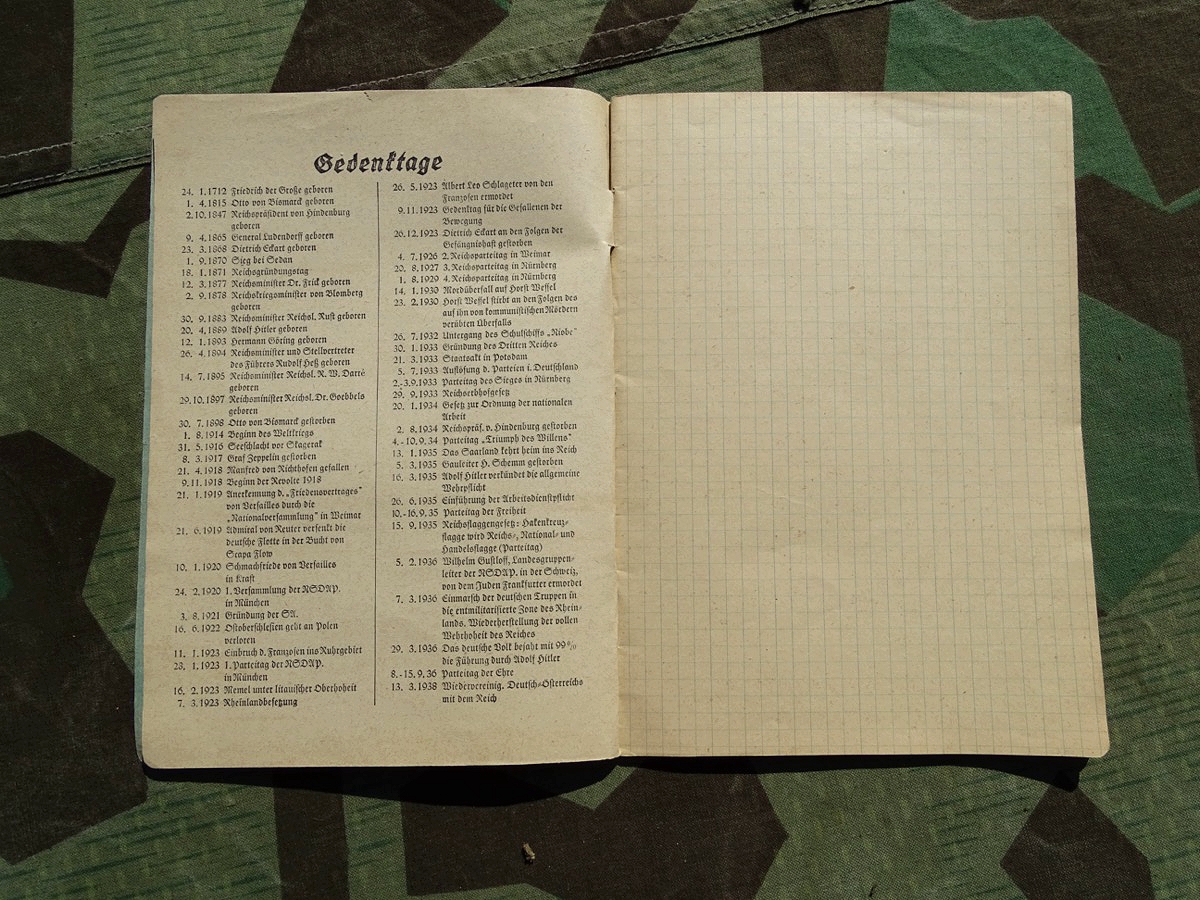 Gedenktage
24. 1.1712 Friedrich der Große geboren
1. 4.1815 Otto von Bismarck geboren
2.10.1847 Reichspräsident von Hindenburg
geboren
9. 4.1865 General Ludendorff geboren
23. 3.1868 Dietrich Eckart geboren
1. 9.1870 Sieg bei Sedan
18. 1.1871 Reichsgründungstag
12. 3.1877 Reichsminister Dr. Frick geboren
2. 9.1878 Reichskriegsminister von Blomberg
geboren
30. 9.1883 Reichsminister Reichsl. Rust geboren
20. 4.1889 Adolf Hitler geboren
12. 1.1893 Hermann Göring geboren
26. 4.1894 Reichsminister und Stellvertreter
des Führers Rudolf Heß geboren
14. 7.1895 Reichsminister Reichsl. R. W. Darré
geboren
29.10.1897 Reichsminister Reichsl. Dr. Goebbels
geboren
30. 7.1898 Otto von Bismarck gestorben
1. 8.1914 Beginn des Weltkriegs
31. 5.1916 Seeschlacht vor Skagerak
8. 3.1917 Graf Zeppelin gestorben
21. 4.1918 Manfred von Richthofen gefallen
9.11.1918 Beginn der Revolte 1918
21. 1.1919 Anerkennung d. „Friedensvertrages"
von Versailles durch die
„Nationalversammlung" in Weimar
21. 6.1919 Admiral von Reuter versenkt die
deutsche Flotte in der Bucht von
Scapa Flow
10. 1.1920 Schmachfriede von Versailles
in Kraft
24. 2.1920 1. Versammlung der NSDAP.
in München
3. 8.1921 Gründung der SA.
16. 6.1922 Ostoberschlesien geht an Polen
verloren
11. 1.1923 Einbruch d. Franzosen ins Ruhrgebiet
28. 1.1923 1. Parteitag der NSDAP.
in München
16. 2.1923 Memel unter litauischer Oberhoheit
7. 3.1923 Rheinlandbesetzung
26. 5.1923 Albert Leo Schlageter von den
Franzosen ermordet
9.11.1923 Gedenktag für die Gefallenen der
Bewegung
26.12.1923 Dietrich Eckart an den Folgen der
Gefängnishaft gestorben
4. 7.1926 2. Reichsparteitag in Weimar
20. 8.1927 3. Reichsparteitag in Nürnberg
1. 8.1929 4. Reichsparteitag in Nürnberg
14. 1.1930 Mordüberfall auf Horst Wessel
23. 2.1930 Horst Wessel stirbt an den Folgen des
auf ihn von kommunistischen Mördern
verübten Überfalls
26. 7.1932 Untergang des Schulschiffs „Niobe"
30. 1.1933 Gründung des Dritten Reiches
21. 3.1933 Staatsakt in Potsdam
5. 7.1933 Auflösung d. Parteien i. Deutschland
2.-3.9.1933 Parteitag des Sieges in Nürnberg
29. 9.1933 Reichserbhofgesetz
20. 1.1934 Gesetz zur Ordnung der nationalen
Arbeit
2. 8.1934 Reichspräs. v. Hindenburg gestorben
4.-10.9.34 Parteitag „Triumph des Willens"
13. 1.1935 Das Saarland kehrt heim ins Reich
5. 3.1935 Gauleiter H. Schemm gestorben
16. 3.1935 Adolf Hitler verkündet die allgemeine
Wehrpflicht
26. 6.1935 Einführung der Arbeitsdienstpflicht
10.-16.9.35 Parteitag der Freiheit
15. 9.1935 Reichsflaggengesetz: Hakenkreuz-
flagge wird Reichs-, National- und
Handelsflagge (Parteitag)
5. 2.1936 Wilhelm Gustloff, Landesgruppen-
leiter der NSDAP. in der Schweiz,
von dem Juden Frankfurter ermordet
7. 3.1936 Einmarsch der deutschen Truppen in
die entmilitarisierte Zone des Rhein-
lands. Wiederherstellung der vollen
Wehrhoheit des Reiches
29. 3.1936 Das deutsche Volk bejaht mit 99%
die Führung durch Adolf Hitler
8.-15.9.36 Parteitag der Ehre
13. 3.1938 Wiedervereinig. Deutsch-Österreichs
mit dem Reich